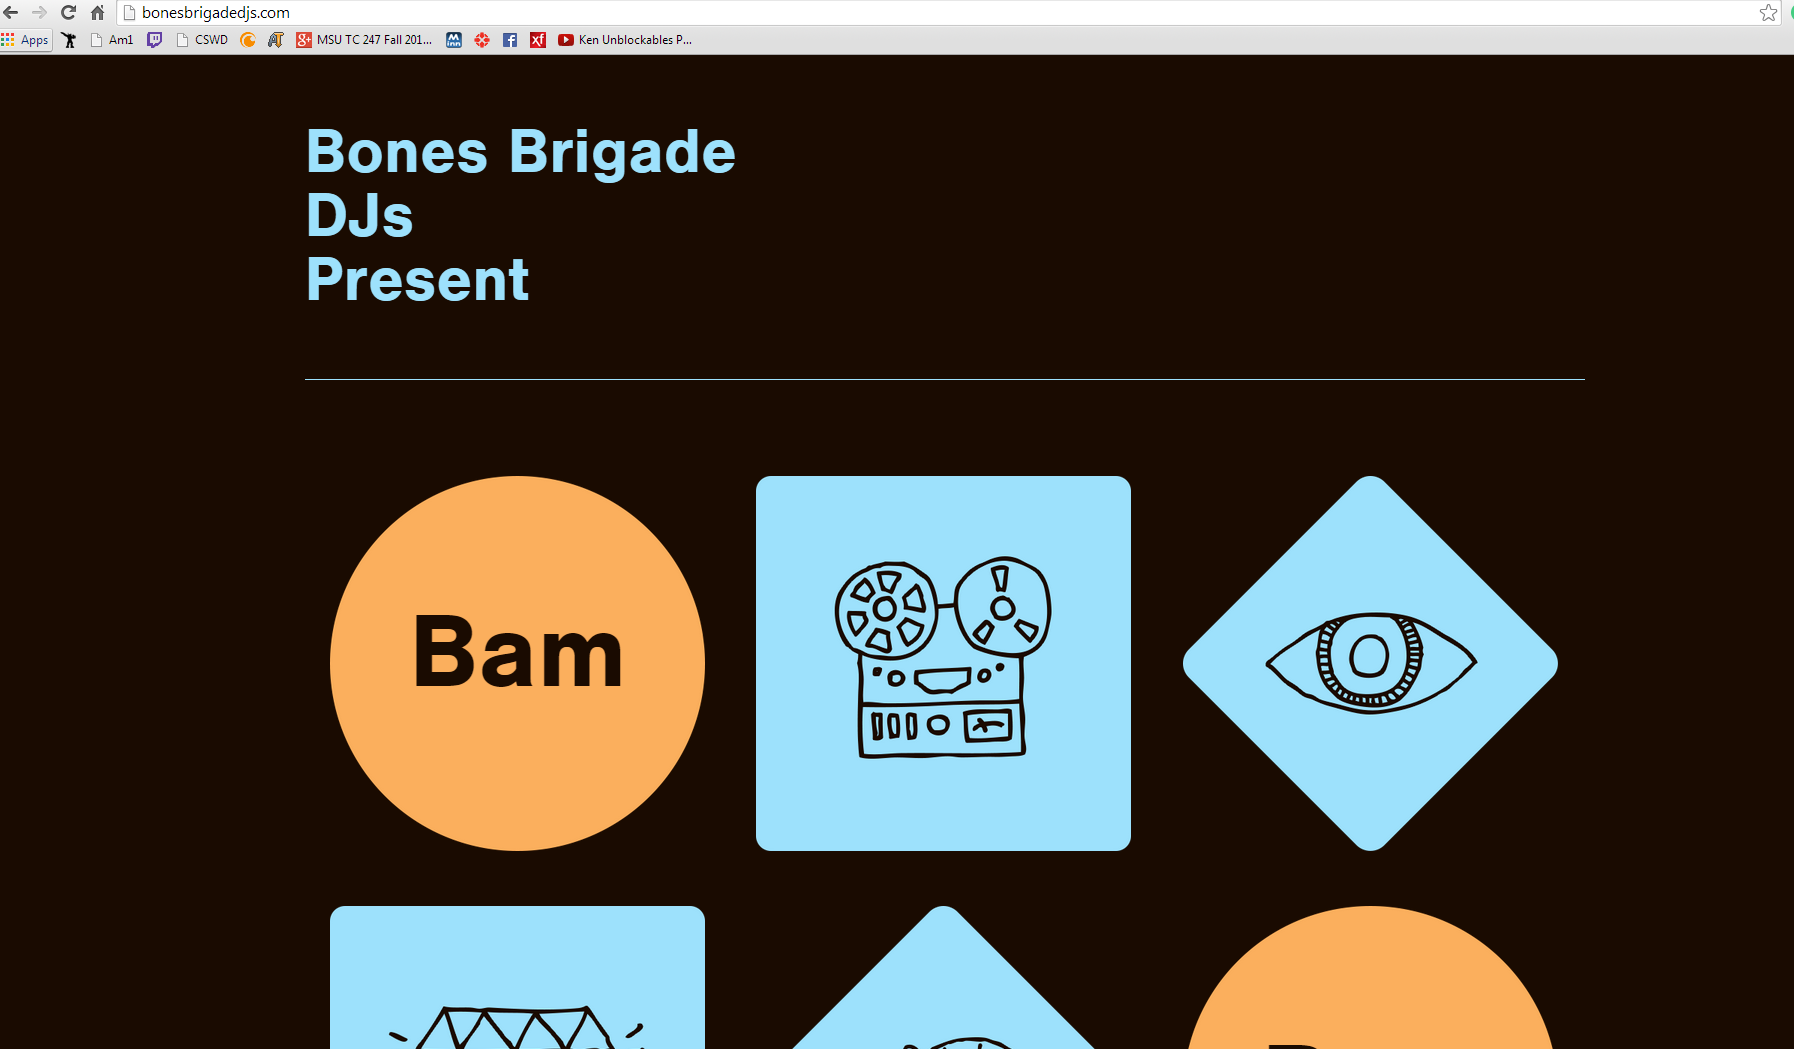 bonesbrigadedjs.com
Apps
Am1
CSWD
MSU TC 247 Fall 201...
Ken Unblockables P...
Bones Brigade
DJs
Present
Bam